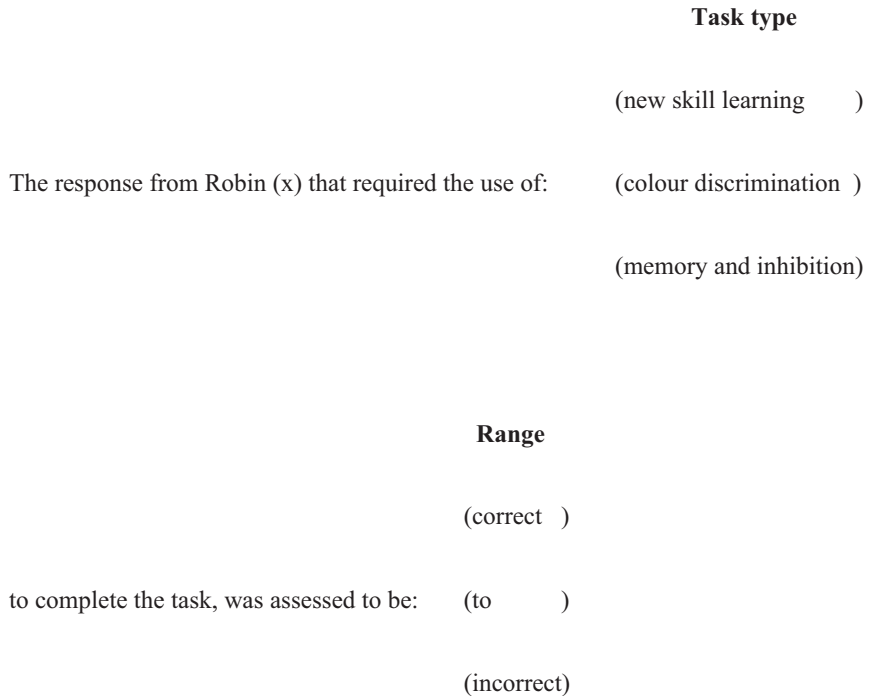 Task type
(new skill learning )
The response from Robin (x) that required the use of: (colour discrimination )
(memory and inhibition)
Range
(correct )
to complete the task, was assessed to be: (to )
(incorrect)